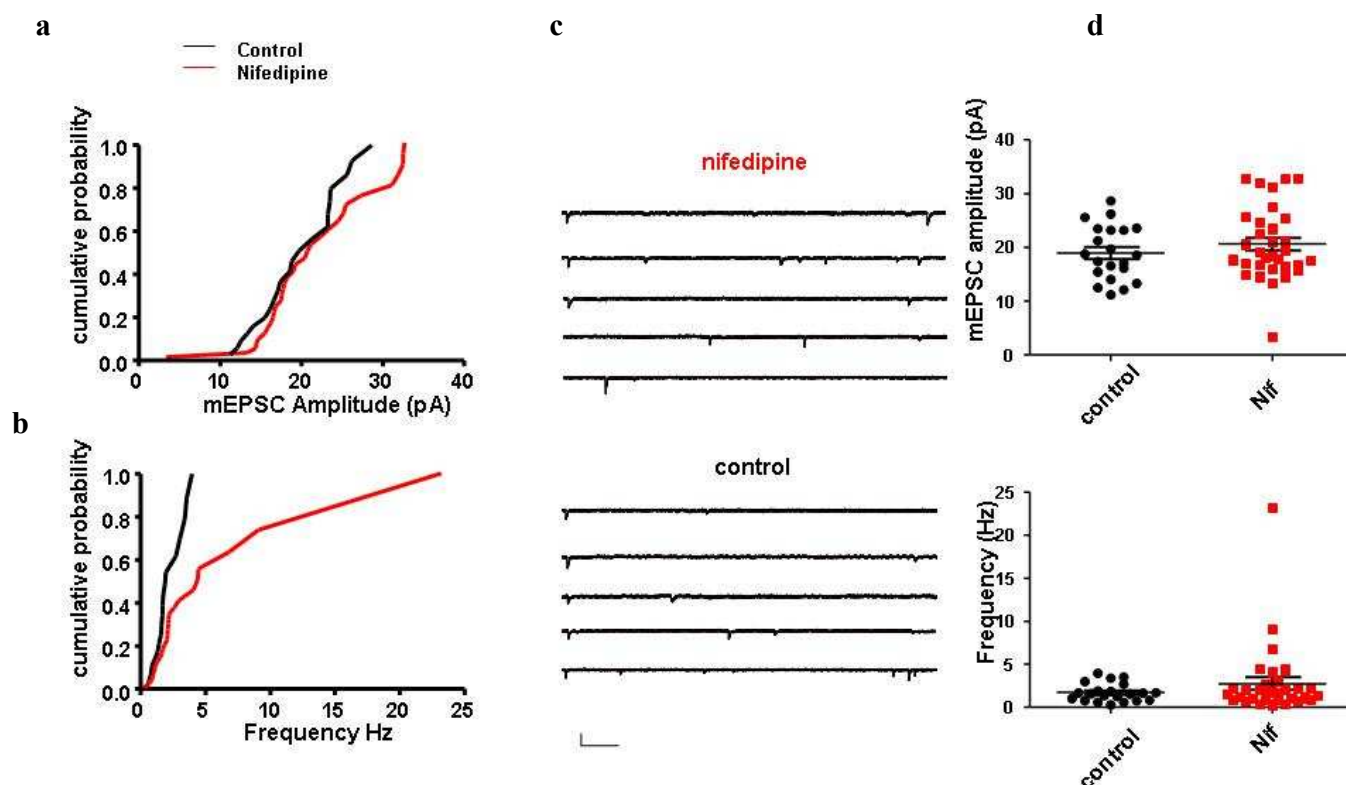 a
Control
Nifedipine
cumulative probability
1.0
0.8
0.6
0.4
0.2
0.0
0 10 20 30 40
mEPSC Amplitude (pA)
b
cumulative probability
1.0
0.8
0.6
0.4
0.2
0.0
0 5 10 15 20 25
Frequency Hz
c
nifedipine
control
d
mEPSC amplitude (pA)
40
30
20
10
0
control Nif
Frequency (Hz)
25
20
15
10
5
0
control Nif